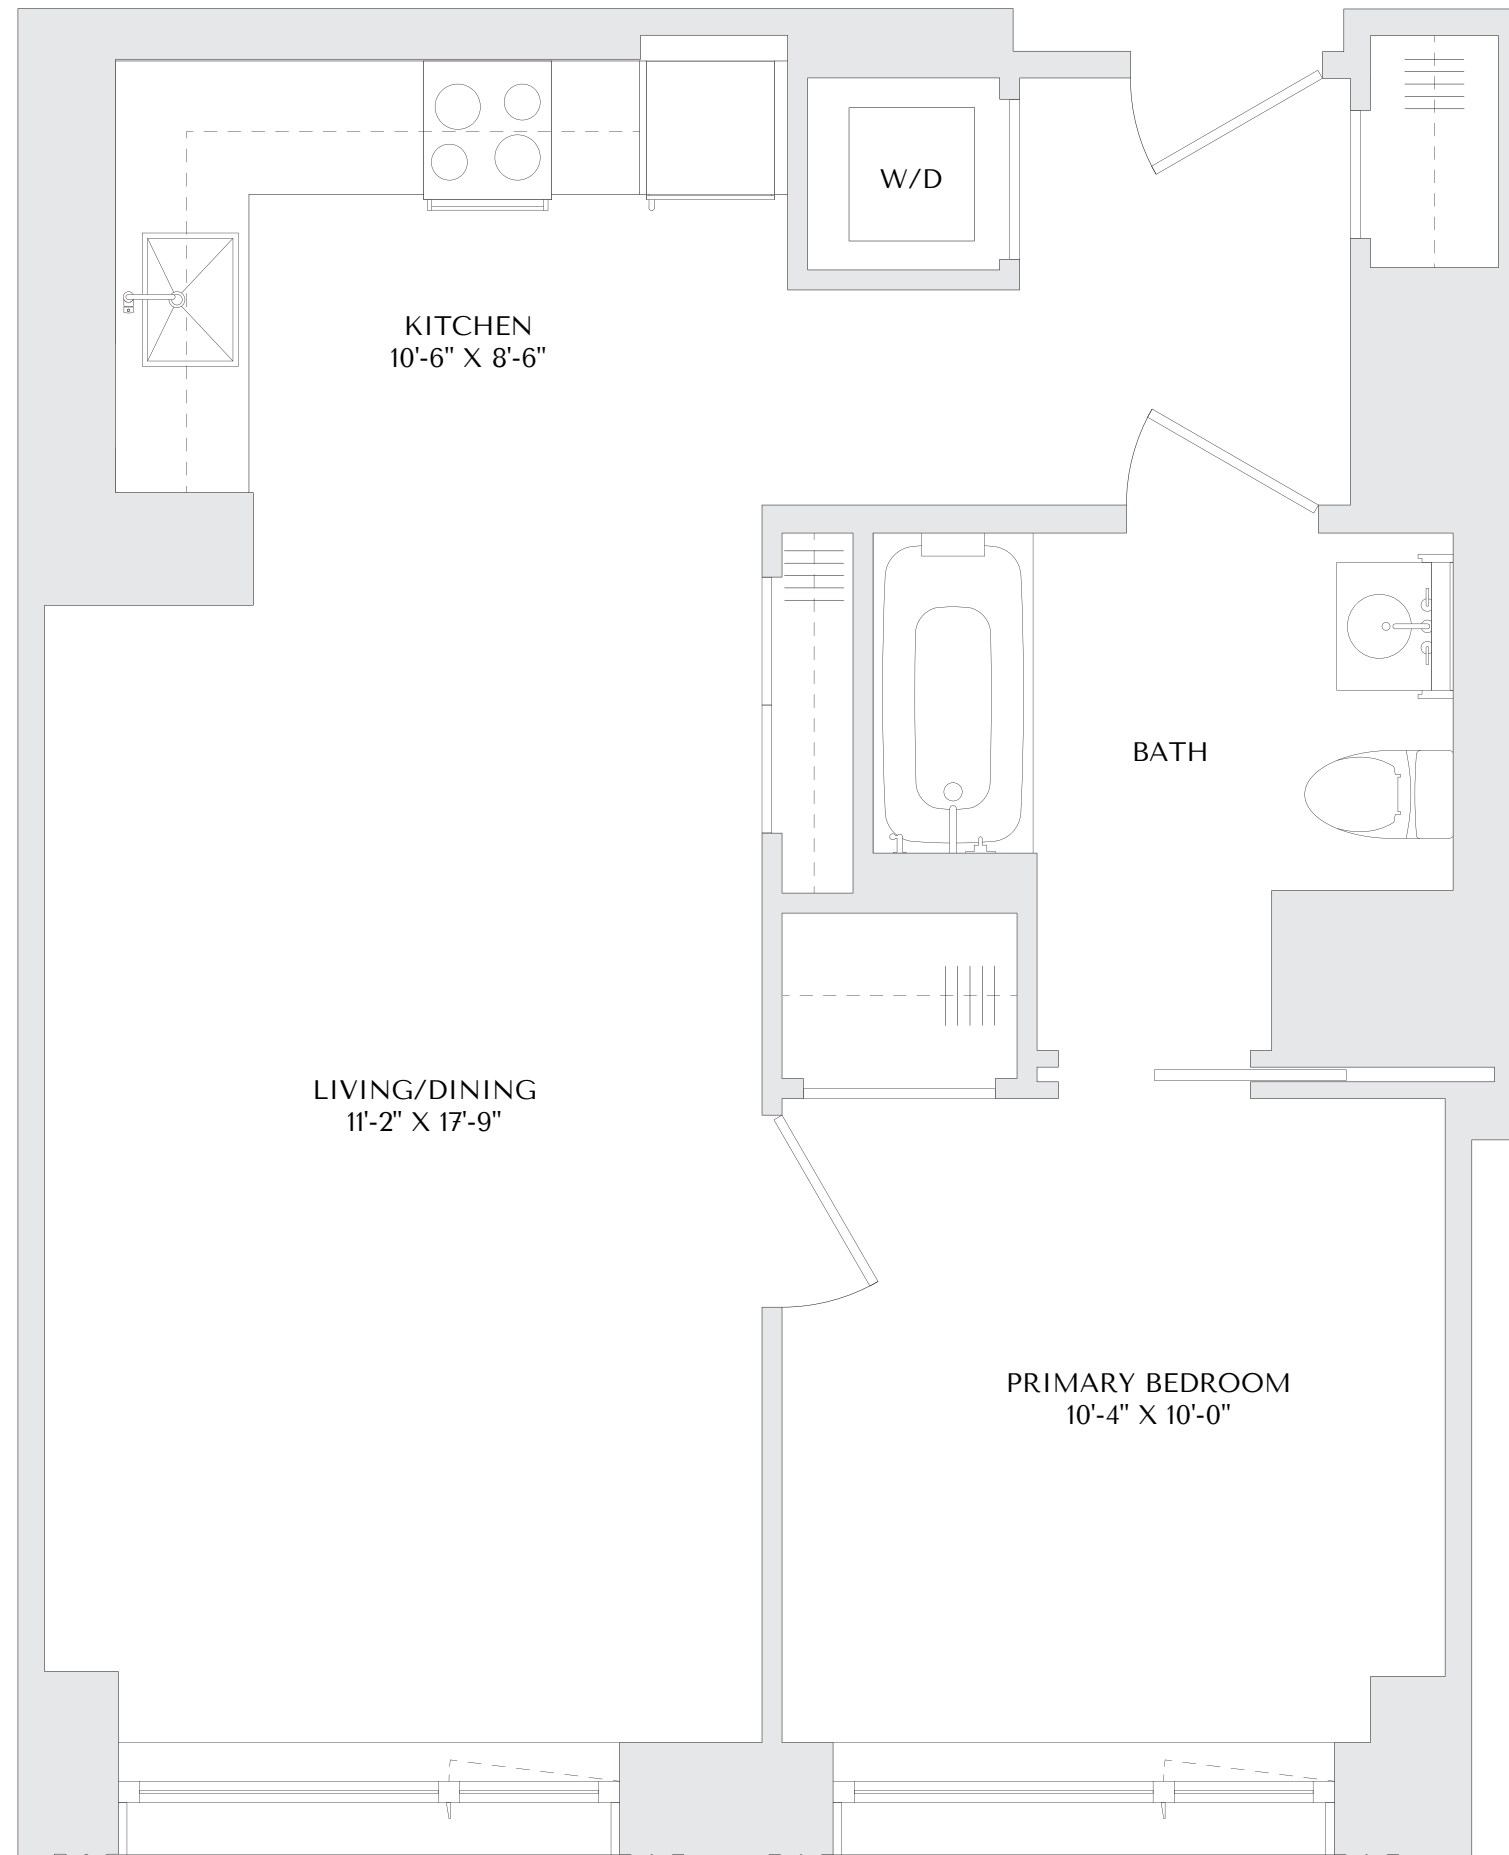 W/D
KITCHEN
10'-6" X 8'-6"
BATH
LIVING/DINING
11'-2" X 17'-9"
PRIMARY BEDROOM
10'-4" X 10'-0"